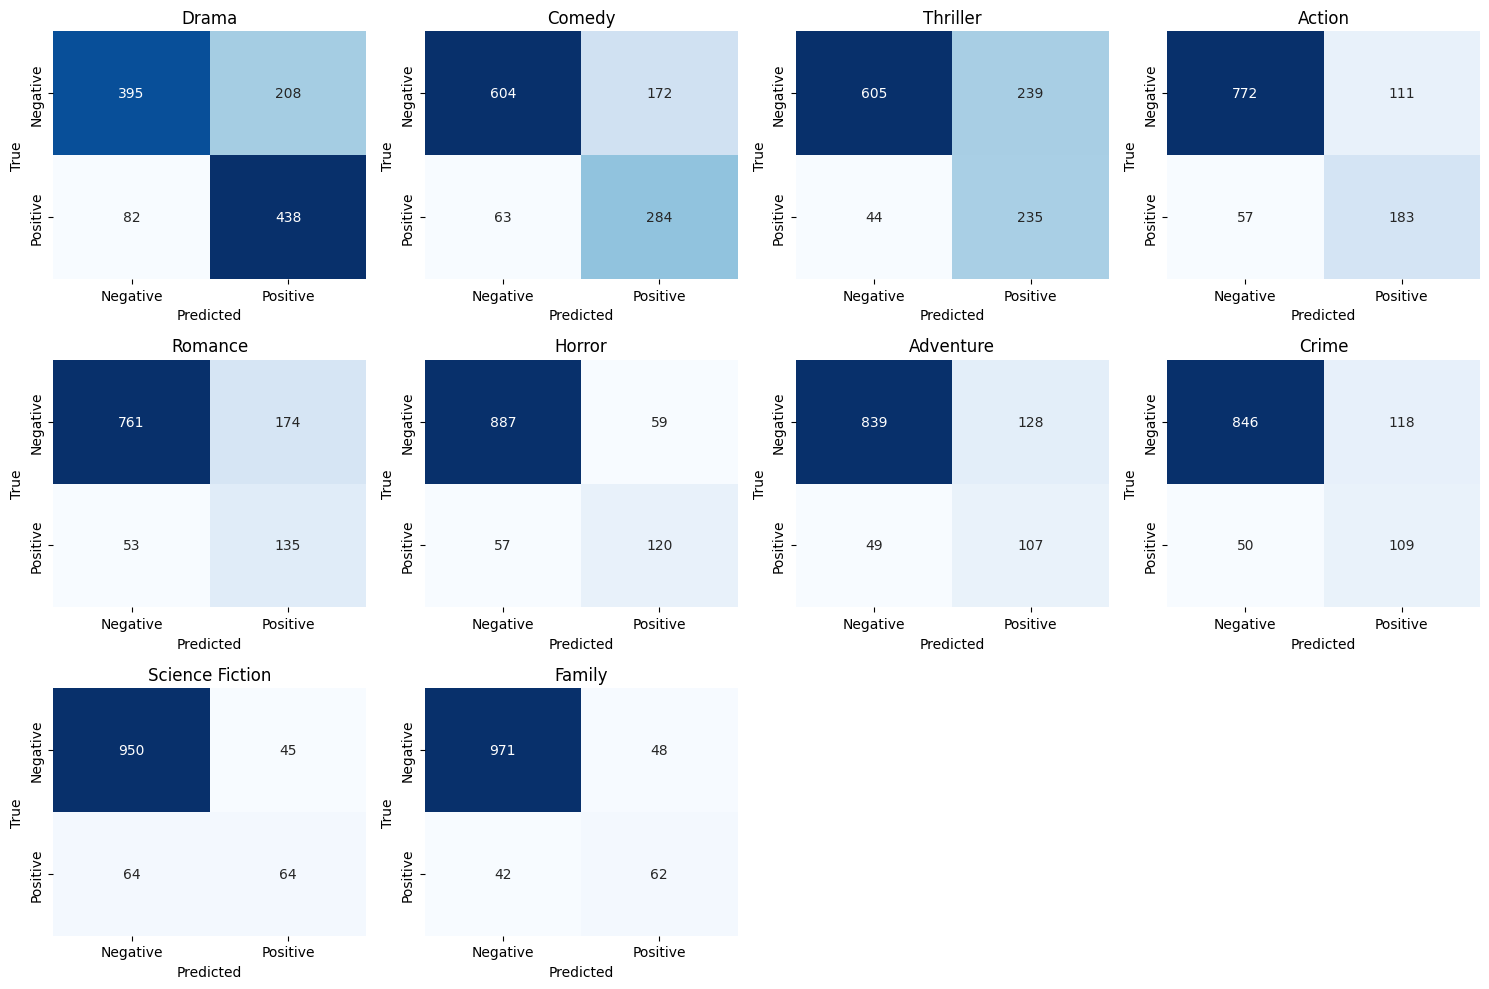 Drama
True
Negative
Positive
395 208
82 438
Negative Positive
Predicted
Comedy
True
Negative
Positive
604 172
63 284
Negative Positive
Predicted
Thriller
True
Negative
Positive
605 239
44 235
Negative Positive
Predicted
Action
True
Negative
Positive
772 111
57 183
Negative Positive
Predicted
Romance
True
Negative
Positive
761 174
53 135
Negative Positive
Predicted
Horror
True
Negative
Positive
887 59
57 120
Negative Positive
Predicted
Adventure
True
Negative
Positive
839 128
49 107
Negative Positive
Predicted
Crime
True
Negative
Positive
846 118
50 109
Negative Positive
Predicted
Science Fiction
True
Negative
Positive
950 45
64 64
Negative Positive
Predicted
Family
True
Negative
Positive
971 48
42 62
Negative Positive
Predicted